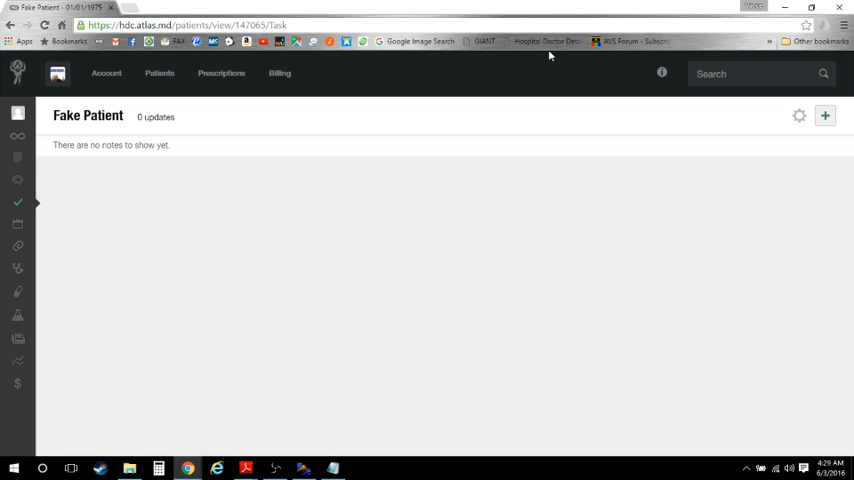 Fake Patient - 01/01/1975
https://hdc.atlas.md/patients/view/147065/Task
Apps Bookmarks FAX Google Image Search GIANT Hospital Doctor Det AVS Forum - Subscri Other bookmarks
Account Patients Prescriptions Billing Search
Fake Patient 0 updates
There are no notes to show yet.
4:29 AM
6/3/2016